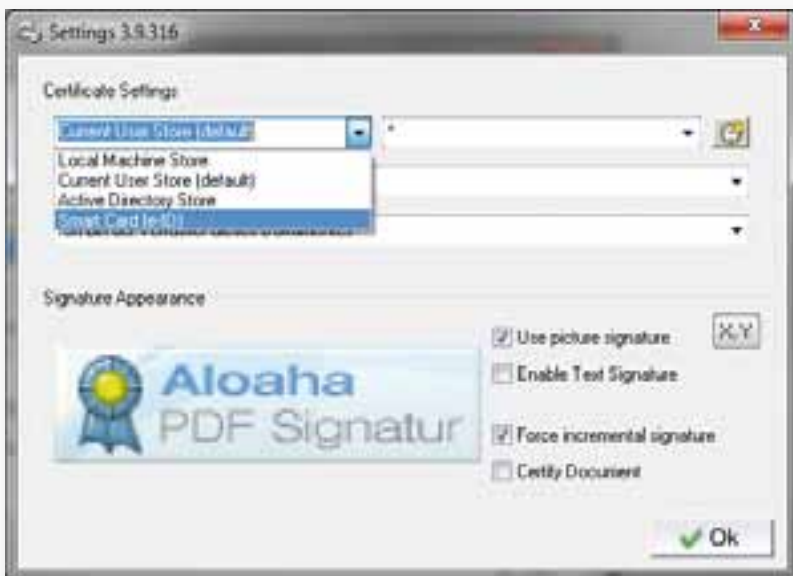 Settings 3.9.316
Certificate Settings
Current User Store (default)
*
Local Machine Store
Current User Store (default)
Active Directory Store
Smart Card (e-ID)
Signature Appearance
Use picture signature
X,Y
Enable Text Signature
Aloaha
PDF Signatur
Force incremental signature
Certify Document
Ok